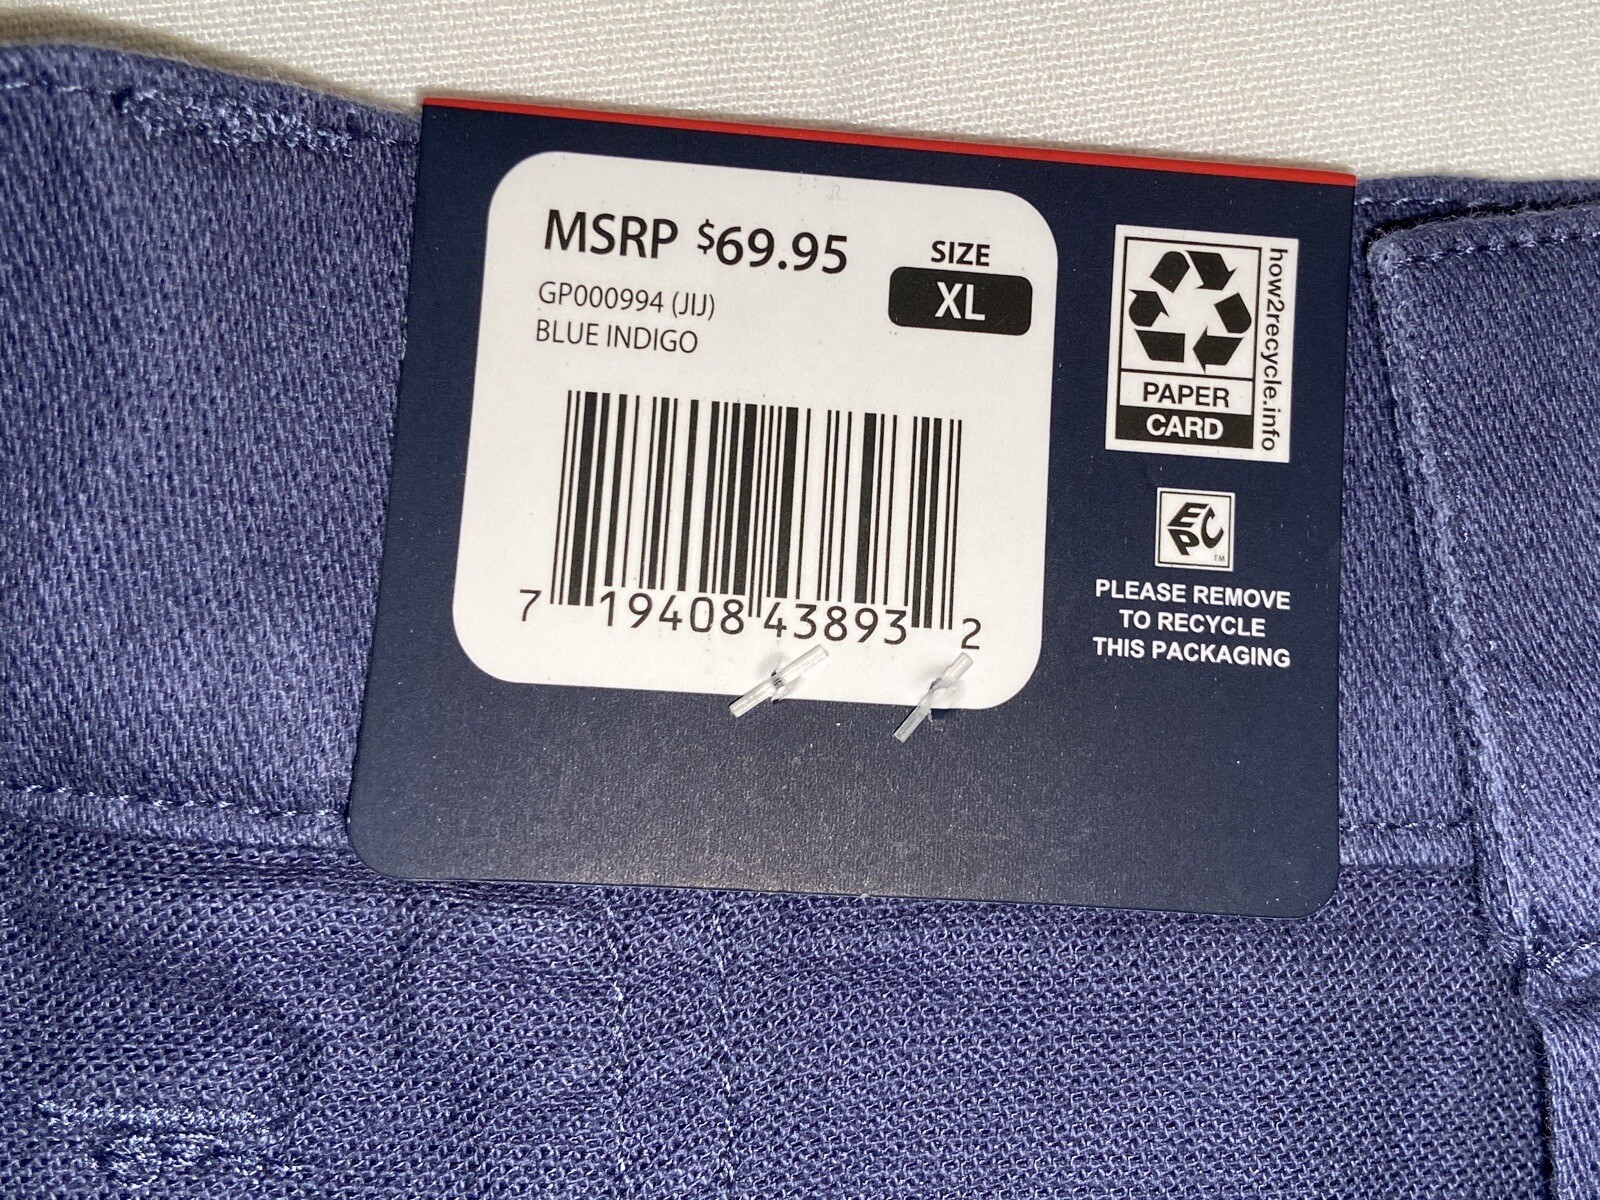 MSRP $69.95
SIZE
XL
GP000994 (JIJ)
BLUE INDIGO
7 19408 43893 2
how2recycle.info
PAPER
CARD
EPC™
PLEASE REMOVE
TO RECYCLE
THIS PACKAGING